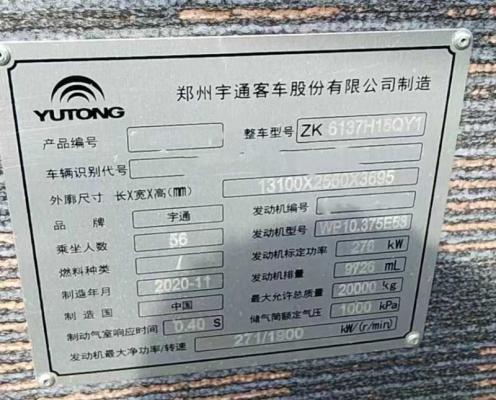 YUTONG 郑州宇通客车股份有限公司制造
产品编号 整车型号 ZK 6137H15QY1
车辆识别代号
外廓尺寸 长X宽X高(mm) 13100X2550X3695
品 牌 宇通 发动机编号
乘坐人数 56 发动机型号 WP10.375E53
燃料种类 / 发动机标定功率 276 kW
制造年月 2020-11 发动机排量 9726 mL
制造国 中国 最大允许总质量 20000 kg
制动气室响应时间 0.40 S 储气筒额定气压 1000 kPa
发动机最大净功率/转速 271/1900 kW/(r/min)